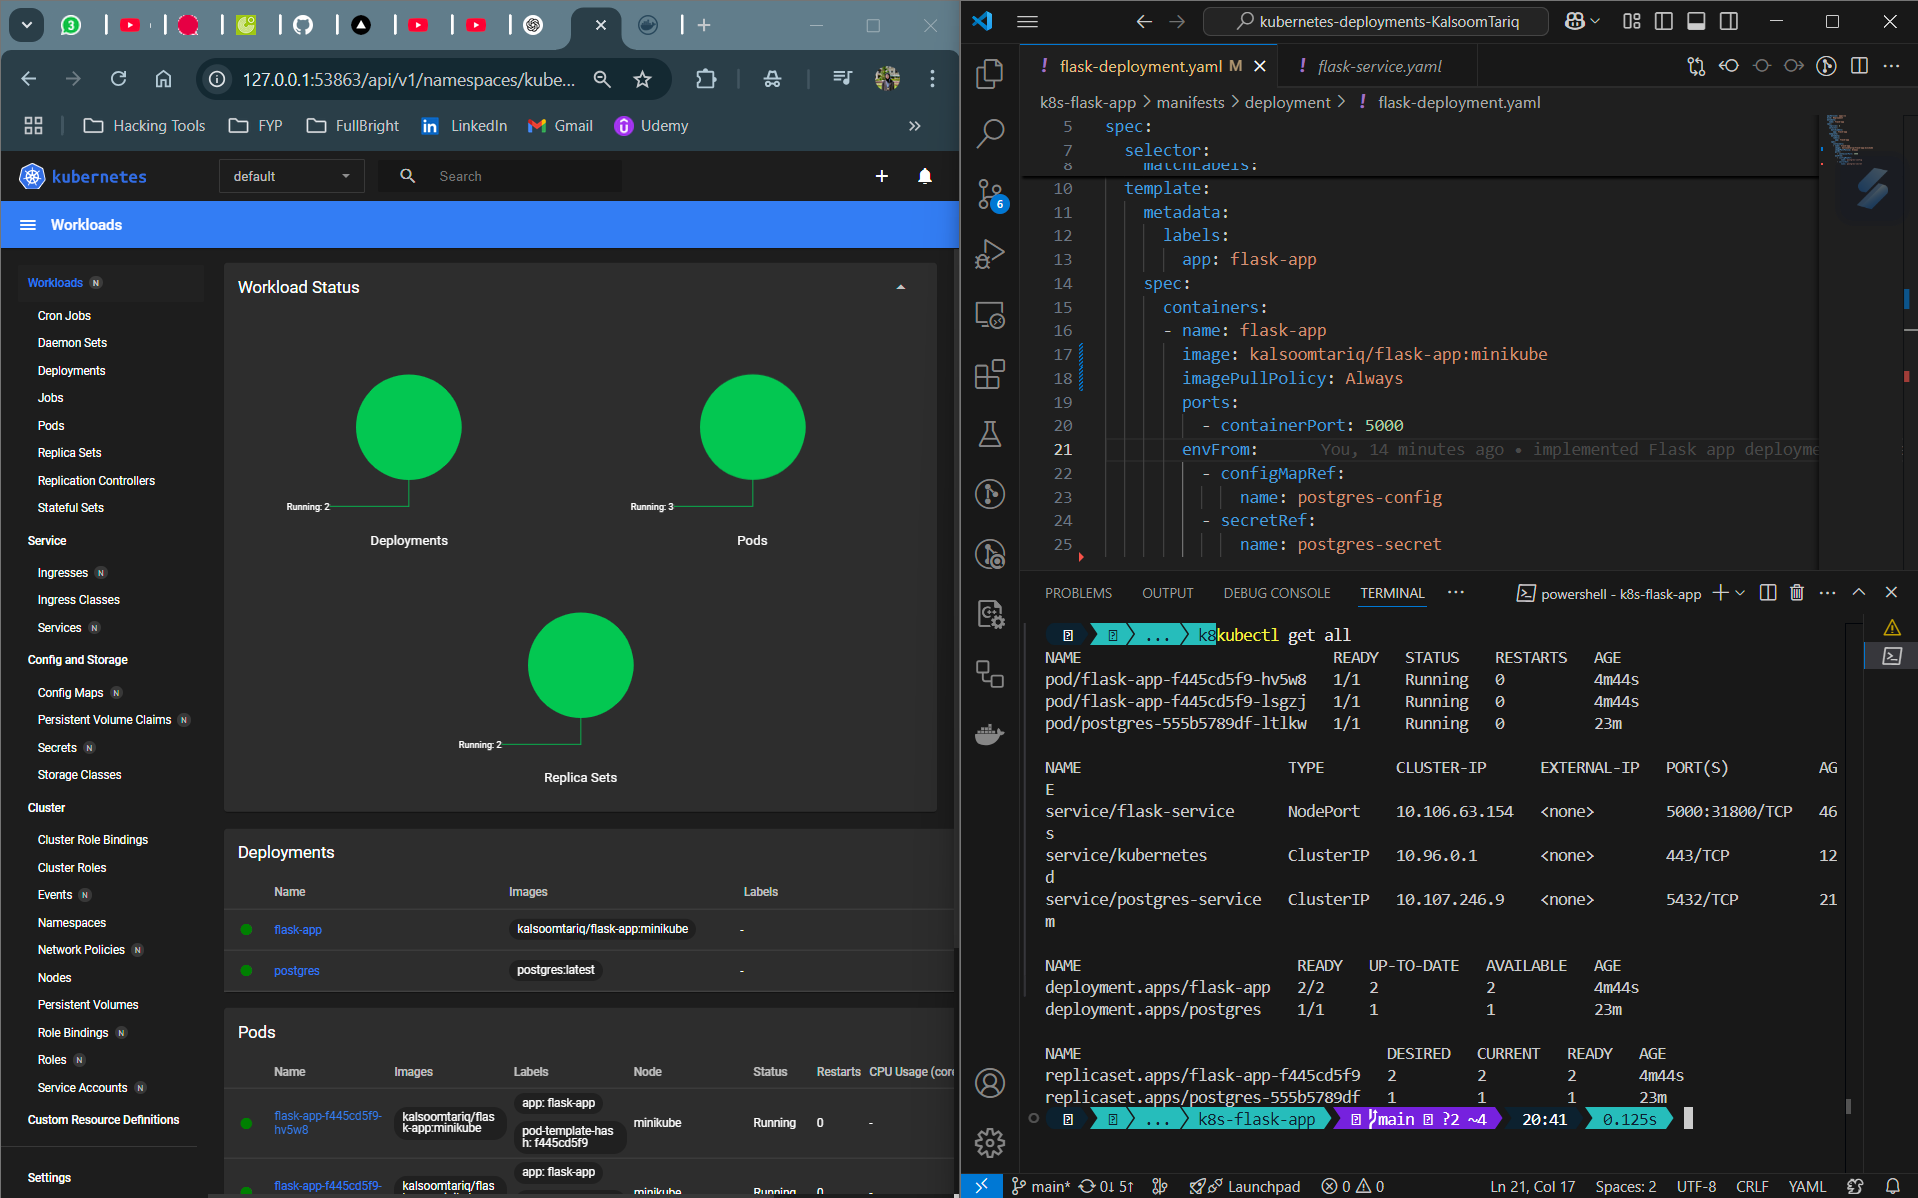 3
127.0.0.1:53863/api/v1/namespaces/kube...
Hacking Tools
FYP
FullBright
LinkedIn
Gmail
Udemy
kubernetes
default
Search
Workloads
Workloads N
Cron Jobs
Daemon Sets
Deployments
Jobs
Pods
Replica Sets
Replication Controllers
Stateful Sets
Service
Ingresses N
Ingress Classes
Services N
Config and Storage
Config Maps N
Persistent Volume Claims N
Secrets N
Storage Classes
Cluster
Cluster Role Bindings
Cluster Roles
Events N
Namespaces
Network Policies N
Nodes
Persistent Volumes
Role Bindings N
Roles N
Service Accounts N
Custom Resource Definitions
Settings
Workload Status
Running: 2
Deployments
Running: 3
Pods
Running: 2
Replica Sets
Deployments
Name Images Labels
flask-app kalsoomtariq/flask-app:minikube -
postgres postgres:latest -
Pods
Name Images Labels Node Status Restarts CPU Usage (core
flask-app-f445cd5f9-
hv5w8
kalsoomtariq/flas
k-app:minikube
app: flask-app
pod-template-has
h: f445cd5f9
minikube
Running
0
-
flask-app-f445cd5f9-
kalsoomtariq/flas
app: flask-app
minikube
Running
0
kubernetes-deployments-KalsoomTariq
! flask-deployment.yaml M
! flask-service.yaml
k8s-flask-app > manifests > deployment > ! flask-deployment.yaml
6
5 spec:
7 selector:
8 matchLabels:
10 template:
11 metadata:
12 labels:
13 app: flask-app
14 spec:
15 containers:
16 - name: flask-app
17 image: kalsoomtariq/flask-app:minikube
18 imagePullPolicy: Always
19 ports:
20 - containerPort: 5000
21 envFrom: You, 14 minutes ago • implemented Flask app deployme
22 - configMapRef:
23 name: postgres-config
24 - secretRef:
25 name: postgres-secret
PROBLEMS OUTPUT DEBUG CONSOLE TERMINAL ... powershell - k8s-flask-app
... k8kubectl get all
NAME READY STATUS RESTARTS AGE
pod/flask-app-f445cd5f9-hv5w8 1/1 Running 0 4m44s
pod/flask-app-f445cd5f9-lsgzj 1/1 Running 0 4m44s
pod/postgres-555b5789df-ltlkw 1/1 Running 0 23m
NAME TYPE CLUSTER-IP EXTERNAL-IP PORT(S) AG
E
service/flask-service NodePort 10.106.63.154 <none> 5000:31800/TCP 46
s
service/kubernetes ClusterIP 10.96.0.1 <none> 443/TCP 12
d
service/postgres-service ClusterIP 10.107.246.9 <none> 5432/TCP 21
m
NAME READY UP-TO-DATE AVAILABLE AGE
deployment.apps/flask-app 2/2 2 2 4m44s
deployment.apps/postgres 1/1 1 1 23m
NAME DESIRED CURRENT READY AGE
replicaset.apps/flask-app-f445cd5f9 2 2 2 4m44s
replicaset.apps/postgres-555b5789df 1 1 1 23m
... k8s-flask-app main ?2 ~4 20:41 0.125s
main* 0↓ 5↑ Launchpad 0 0 Ln 21, Col 17 Spaces: 2 UTF-8 CRLF YAML